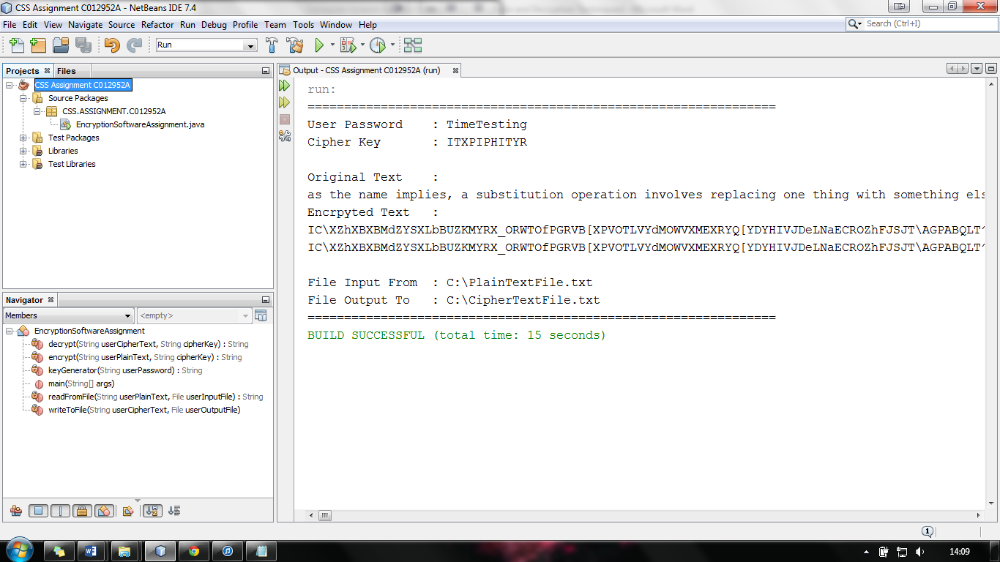 CSS Assignment C012952A - NetBeans IDE 7.4
File Edit View Navigate Source Refactor Run Debug Profile Team Tools Window Help
Search (Ctrl+I)
Run
Projects Files
CSS Assignment C012952A
Source Packages
CSS.ASSIGNMENT.C012952A
EncryptionSoftwareAssignment.java
Test Packages
Libraries
Test Libraries
Navigator
Members <empty>
EncryptionSoftwareAssignment
decrypt(String userCipherText, String cipherKey) : String
encrypt(String userPlainText, String cipherKey) : String
keyGenerator(String userPassword) : String
main(String[] args)
readFromFile(String userPlainText, File userInputFile) : String
writeToFile(String userCipherText, File userOutputFile)
Output - CSS Assignment C012952A (run)
run:
================================================================
User Password    : TimeTesting
Cipher Key       : ITXPIPHITYR
Original Text    :
as the name implies, a substitution operation involves replacing one thing with something els
Encrpyted Text   :
IC\XZhXBXBMdZYSXLbBUZKMYRX_ORWTOfPGRVB[XPVOTLVYdMOWVXMEXRYQ[YDYHIVJDeLNaECROZhFJSJT\AGPABQLT^
IC\XZhXBXBMdZYSXLbBUZKMYRX_ORWTOfPGRVB[XPVOTLVYdMOWVXMEXRYQ[YDYHIVJDeLNaECROZhFJSJT\AGPABQLT^
File Input From  : C:\PlainTextFile.txt
File Output To   : C:\CipherTextFile.txt
================================================================
BUILD SUCCESSFUL (total time: 15 seconds)
1
14:09